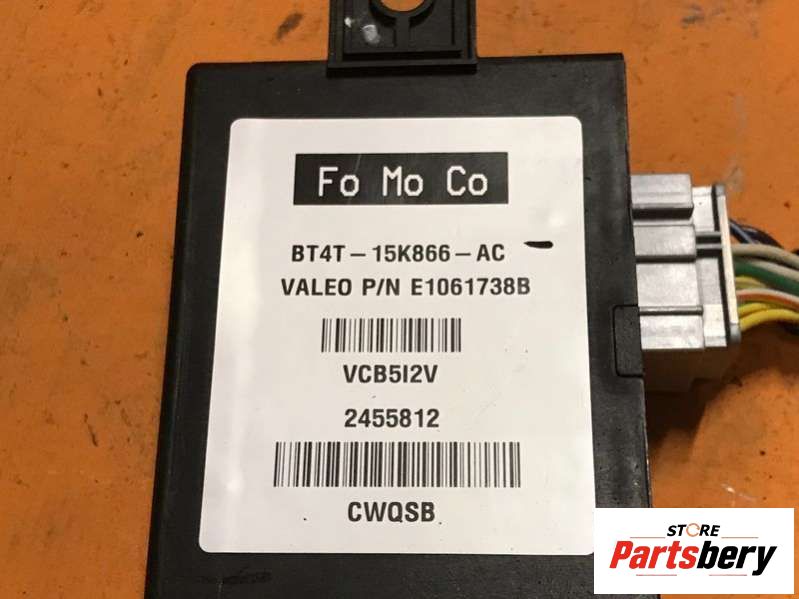 Fo Mo Co
BT4T-15K866-AC
VALEO P/N E1061738B
VCB5I2V
2455812
CWQSB
STORE
Partsbery